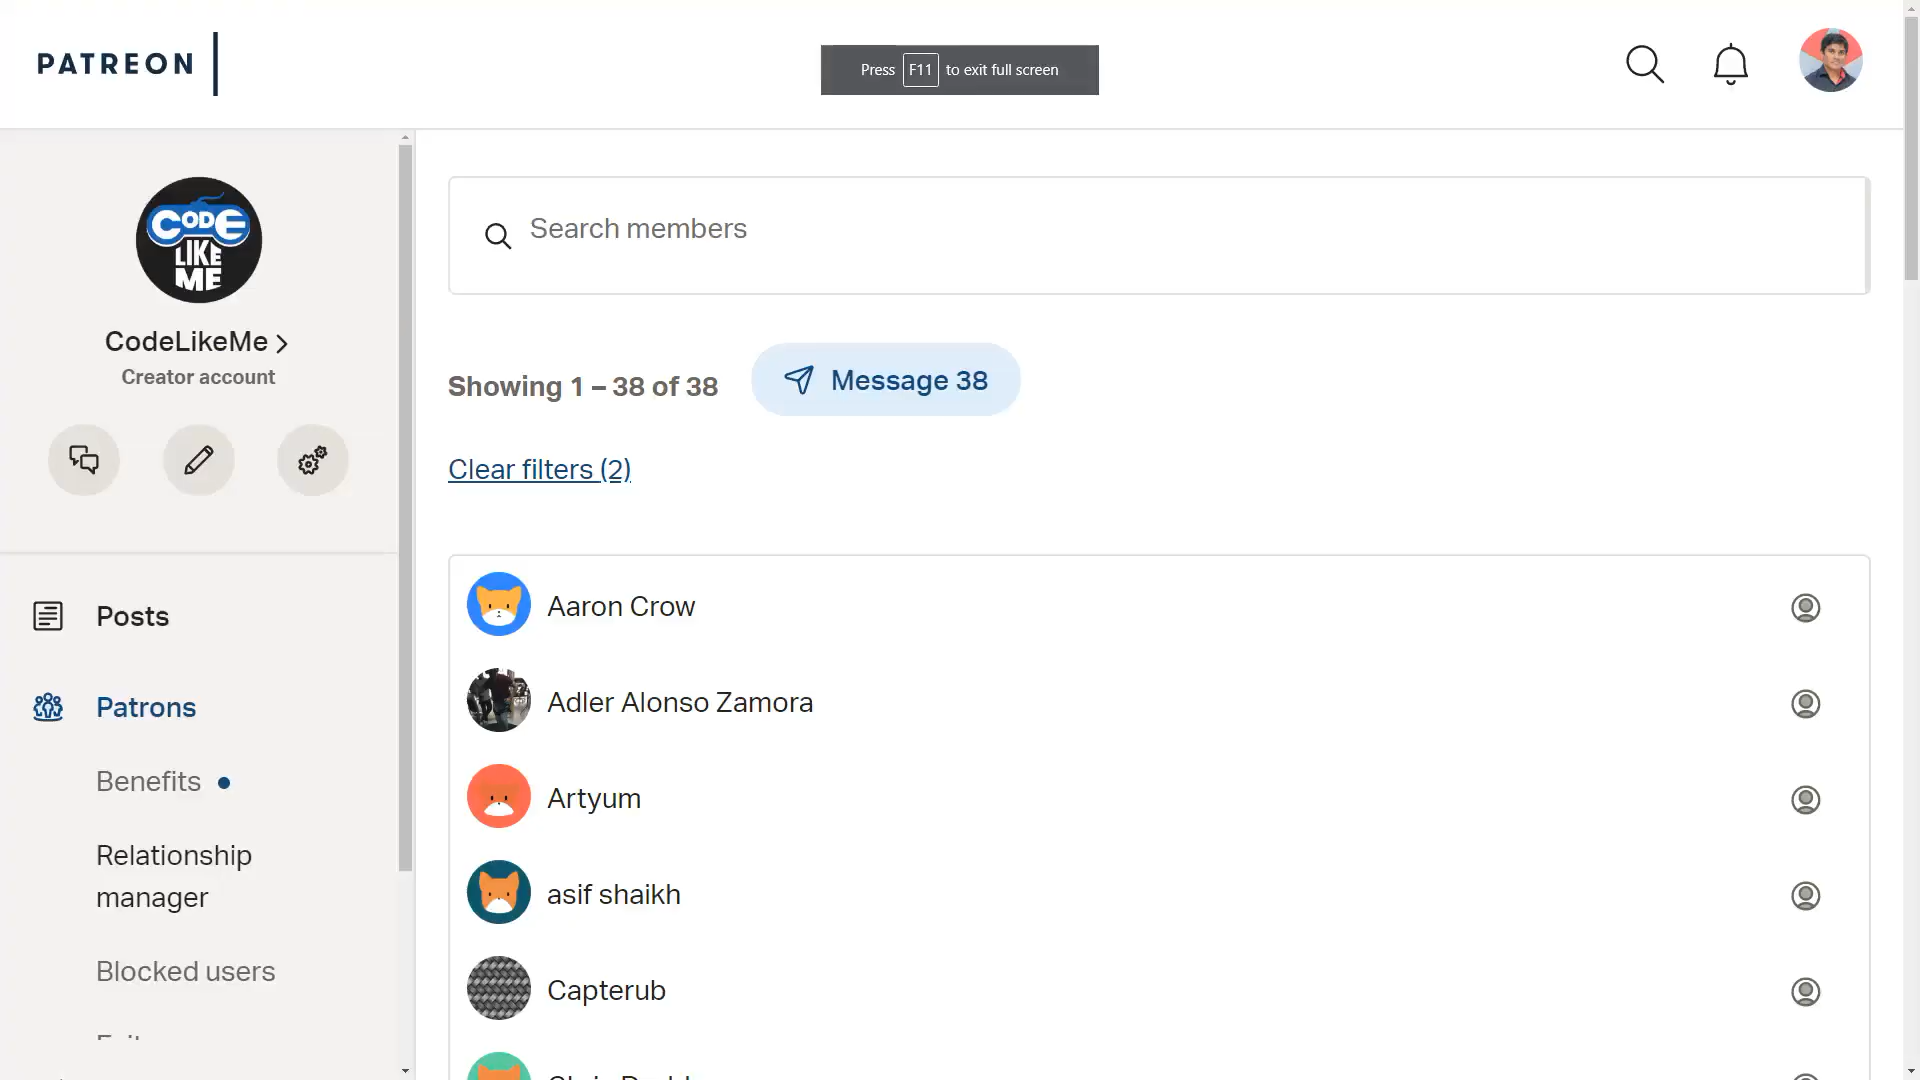 PATREON
Press F11 to exit full screen
CODE
LIKE
ME
CodeLikeMe
Creator account
Posts
Patrons
Benefits
Relationship
manager
Blocked users
Search members
Showing 1 – 38 of 38
Message 38
Clear filters (2)
Aaron Crow
Adler Alonso Zamora
Artyum
asif shaikh
Capterub